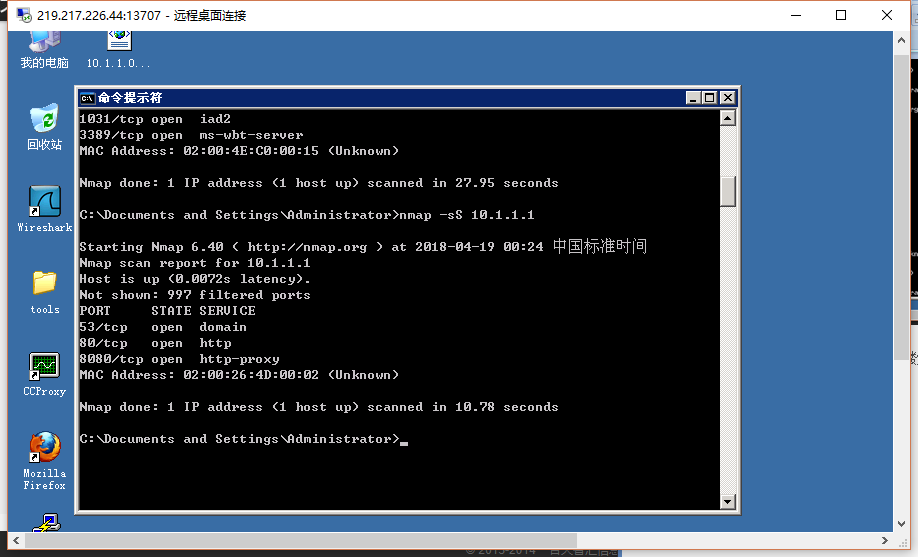 219.217.226.44:13707 - 远程桌面连接
我的电脑
10.1.1.0...
回收站
Wireshark
tools
CCProxy
Mozilla
Firefox
命令提示符
1031/tcp open  iad2
3389/tcp open  ms-wbt-server
MAC Address: 02:00:4E:C0:00:15 (Unknown)
Nmap done: 1 IP address (1 host up) scanned in 27.95 seconds
C:\Documents and Settings\Administrator>nmap -sS 10.1.1.1
Starting Nmap 6.40 ( http://nmap.org ) at 2018-04-19 00:24 中国标准时间
Nmap scan report for 10.1.1.1
Host is up (0.0072s latency).
Not shown: 997 filtered ports
PORT     STATE SERVICE
53/tcp   open  domain
80/tcp   open  http
8080/tcp open  http-proxy
MAC Address: 02:00:26:4D:00:02 (Unknown)
Nmap done: 1 IP address (1 host up) scanned in 10.78 seconds
C:\Documents and Settings\Administrator>